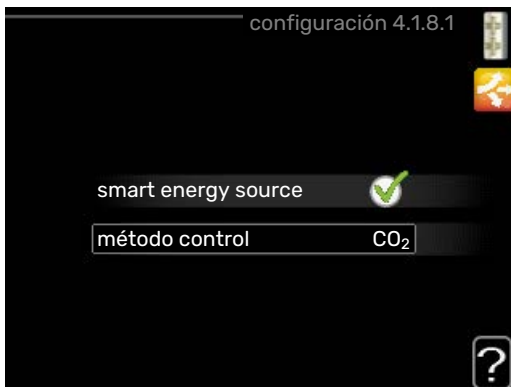 configuración 4.1.8.1
smart energy source
método control CO₂
?